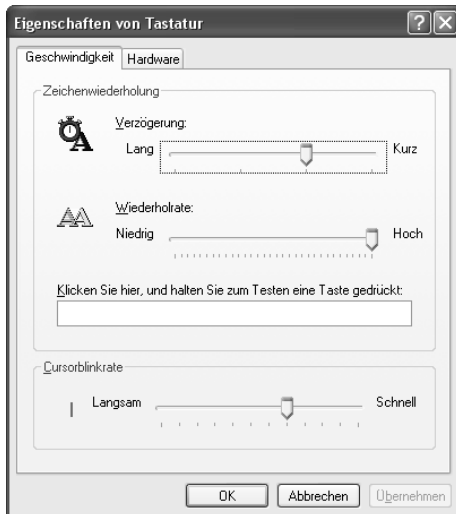 Eigenschaften von Tastatur
Geschwindigkeit Hardware
Zeichenwiederholung
Verzögerung:
Lang Kurz
Wiederholrate:
Niedrig Hoch
Klicken Sie hier, und halten Sie zum Testen eine Taste gedrückt:
Cursorblinkrate
Langsam Schnell
OK Abbrechen Übernehmen